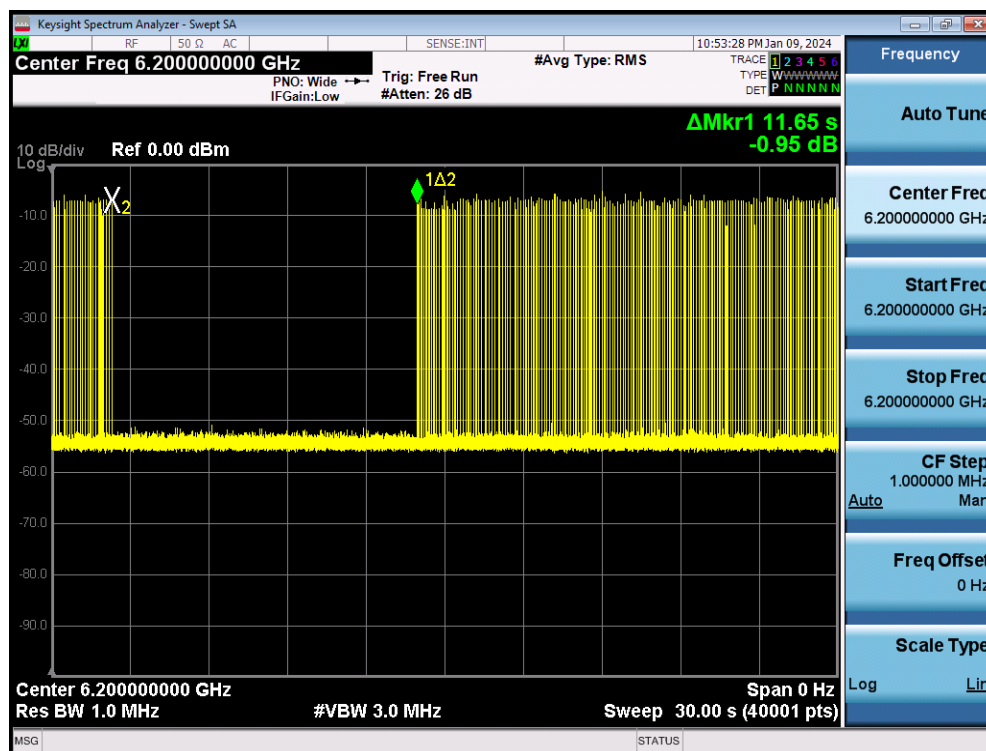 Keysight Spectrum Analyzer - Swept SA
LXI RF 50 Ω AC SENSE:INT 10:53:28 PM Jan 09, 2024
Center Freq 6.200000000 GHz
PNO: Wide
IFGain:Low
Trig: Free Run
#Atten: 26 dB
#Avg Type: RMS
TRACE 1 2 3 4 5 6
TYPE WWWWWW
DET P N N N N N
ΔMkr1 11.65 s
-0.95 dB
10 dB/div Ref 0.00 dBm
Log
1Δ2
X2
-10.0
-20.0
-30.0
-40.0
-50.0
-60.0
-70.0
-80.0
-90.0
Center 6.200000000 GHz Span 0 Hz
Res BW 1.0 MHz #VBW 3.0 MHz Sweep 30.00 s (40001 pts)
MSG STATUS
Frequency
Auto Tune
Center Freq
6.200000000 GHz
Start Freq
6.200000000 GHz
Stop Freq
6.200000000 GHz
CF Step
1.000000 MHz
Auto Man
Freq Offset
0 Hz
Scale Type
Log Lin